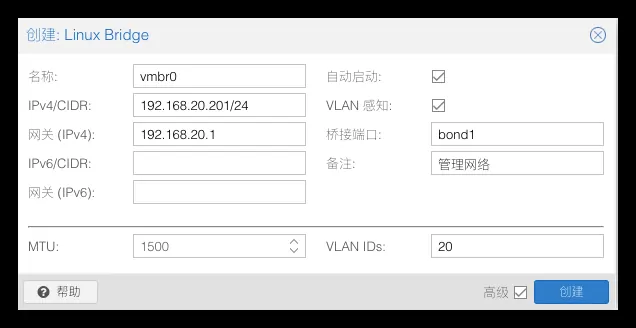 创建: Linux Bridge
名称: vmbr0 自动启动:
IPv4/CIDR: 192.168.20.201/24 VLAN 感知:
网关 (IPv4): 192.168.20.1 桥接端口: bond1
IPv6/CIDR: 备注: 管理网络
网关 (IPv6):
MTU: 1500 VLAN IDs: 20
帮助 高级 创建